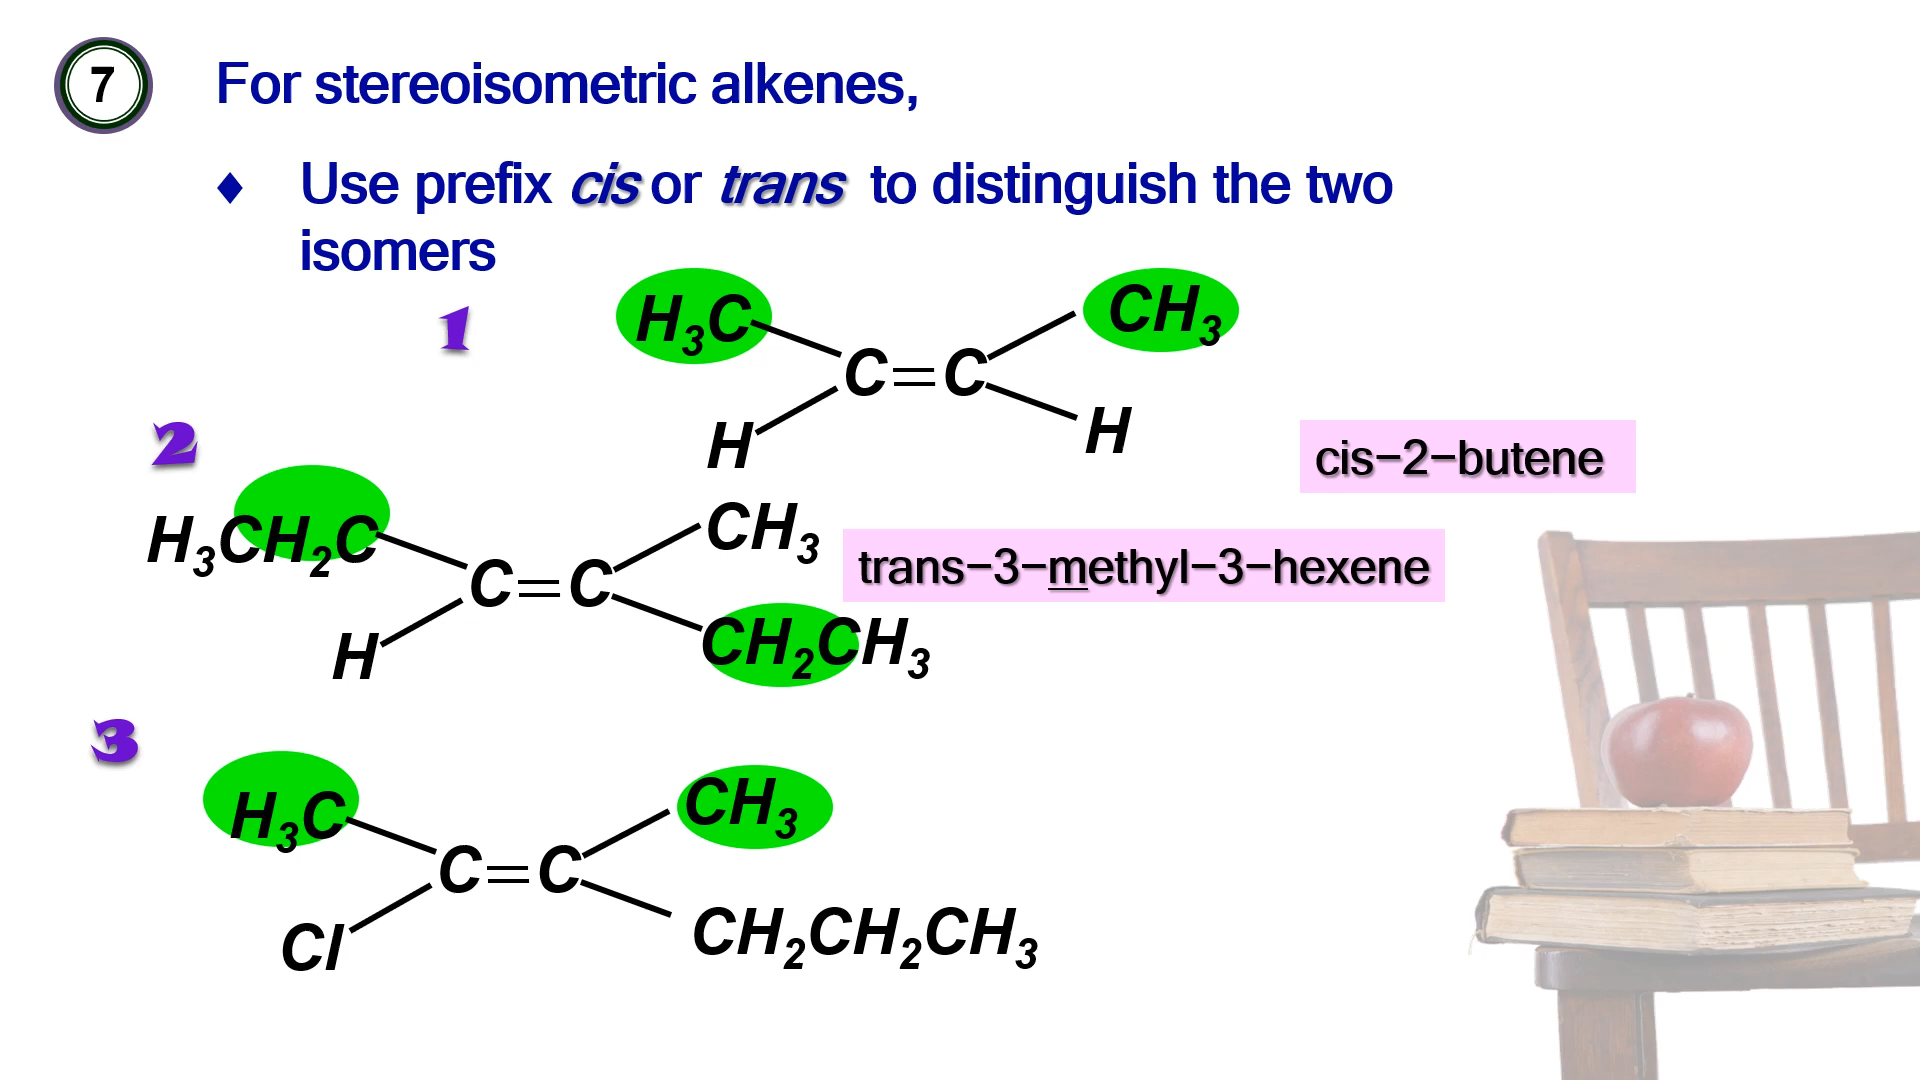 7
For stereoisometric alkenes,
♦ Use prefix cis or trans to distinguish the two
isomers
1
H₃C CH₃
C=C
H H
cis-2-butene
2
H₃CH₂C CH₃
C=C
H CH₂CH₃
trans-3-methyl-3-hexene
3
H₃C CH₃
C=C
Cl CH₂CH₂CH₃